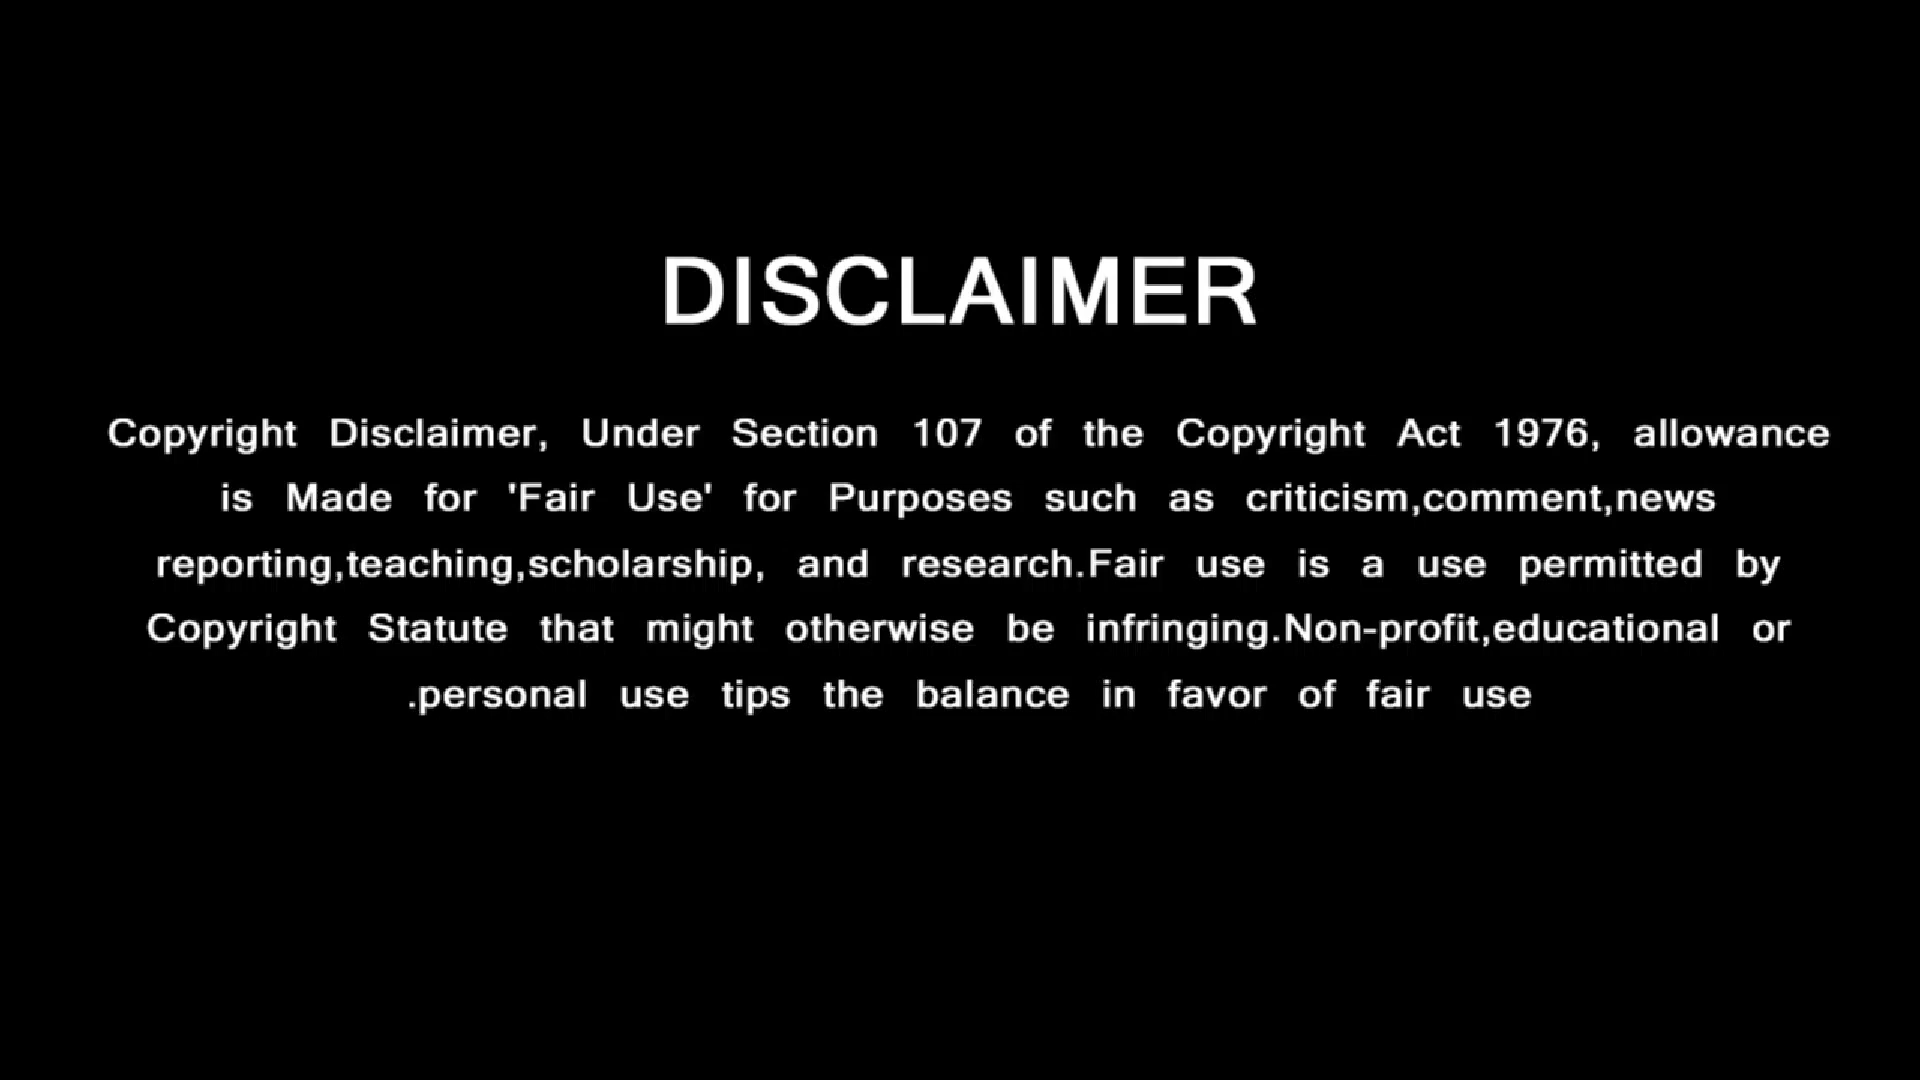 DISCLAIMER
Copyright Disclaimer, Under Section 107 of the Copyright Act 1976, allowance
is Made for 'Fair Use' for Purposes such as criticism,comment,news
reporting,teaching,scholarship, and research.Fair use is a use permitted by
Copyright Statute that might otherwise be infringing.Non-profit,educational or
.personal use tips the balance in favor of fair use